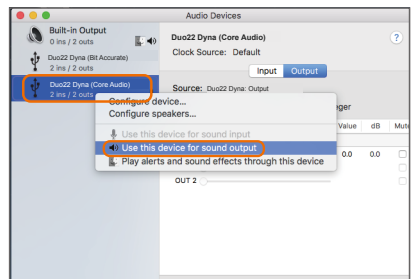 Audio Devices
Built-in Output
0 ins / 2 outs
Duo22 Dyna (Bit Accurate)
2 ins / 2 outs
Duo22 Dyna (Core Audio)
2 ins / 2 outs
Duo22 Dyna (Core Audio)
?
Clock Source: Default
Input
Output
Source: Duo22 Dyna: Output
Configure device...
Configure speakers...
eger
Use this device for sound input
Value dB Mute
Use this device for sound output
0.0 0.0
Play alerts and sound effects through this device
OUT 2